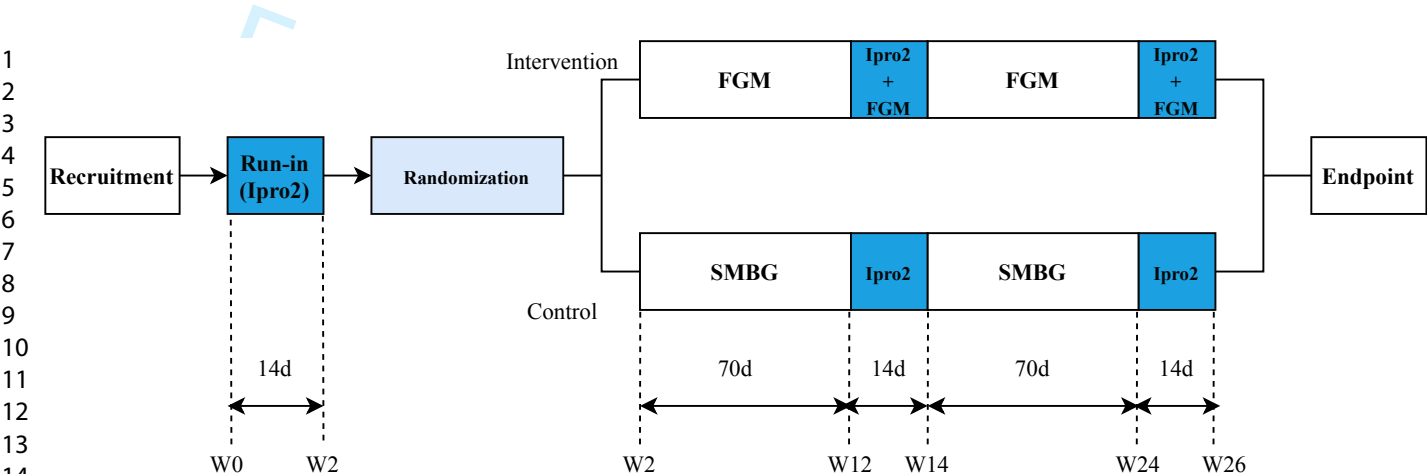 1
2
3
4
5
6
7
8
9
10
11
12
13
14
Recruitment
Run-in
(Ipro2)
Randomization
Intervention
FGM
Ipro2
+
FGM
FGM
Ipro2
+
FGM
Control
SMBG
Ipro2
SMBG
Ipro2
Endpoint
14d
70d
14d
70d
14d
W0
W2
W2
W12
W14
W24
W26